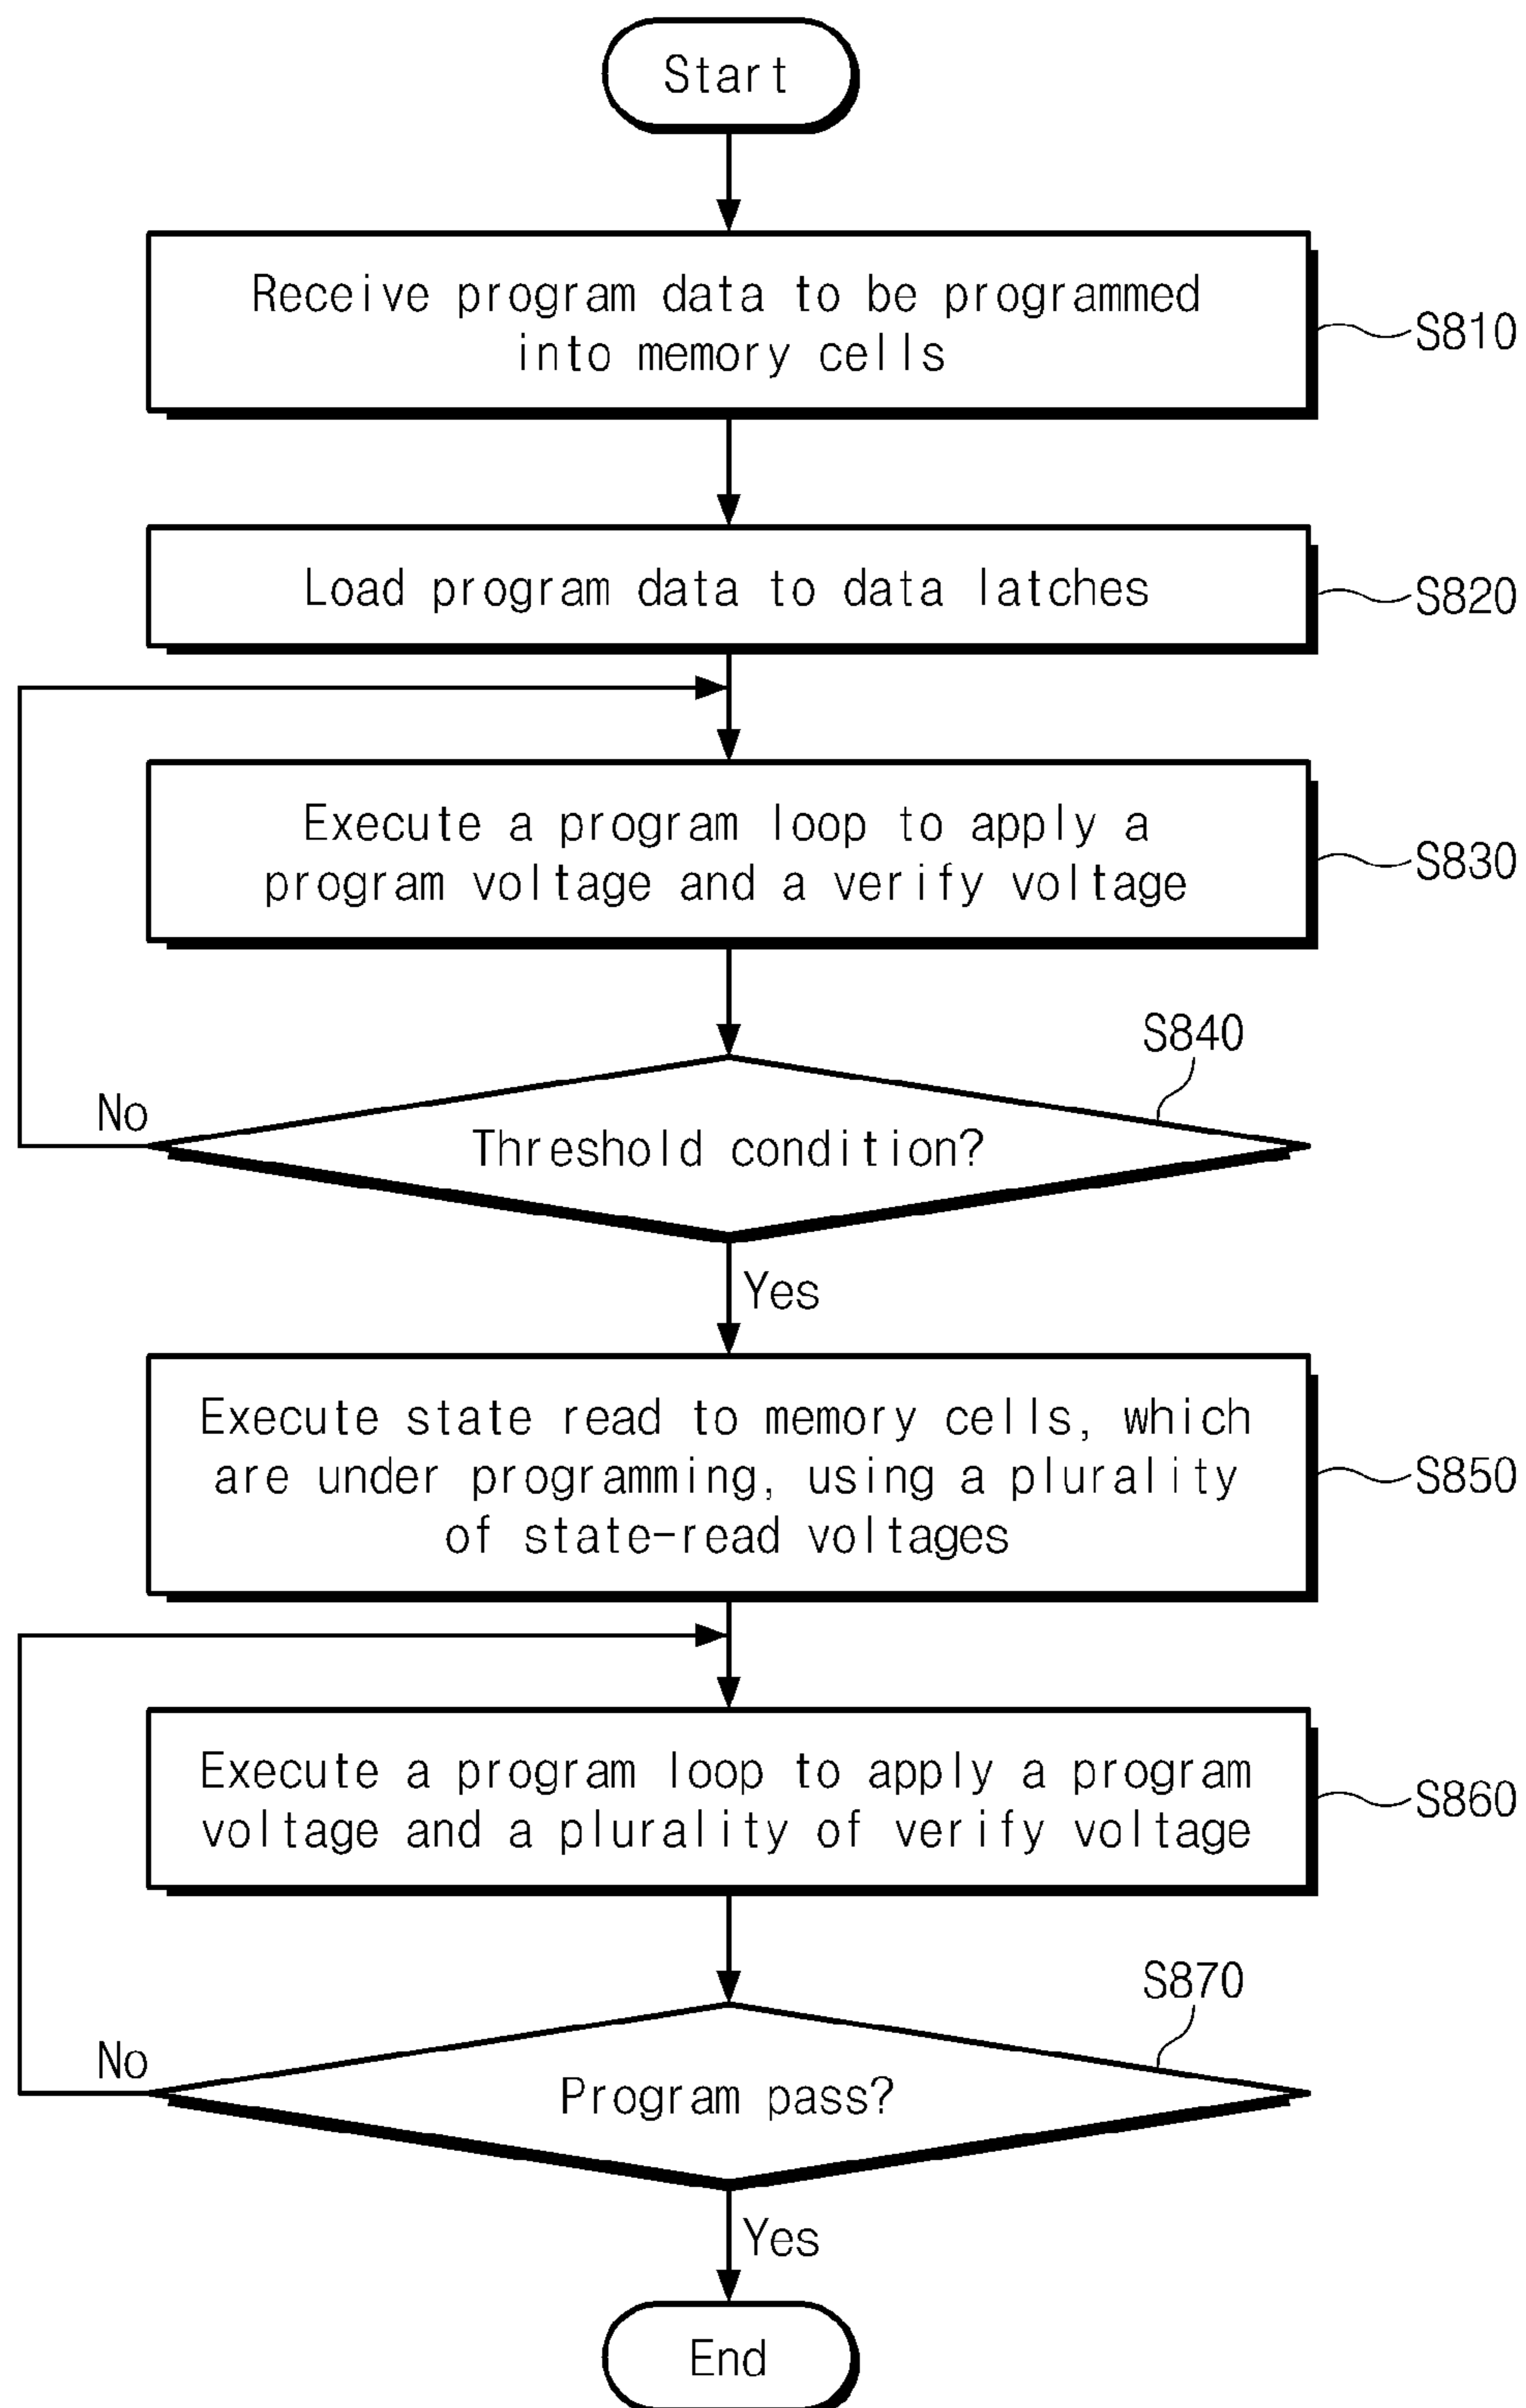 Start
Receive program data to be programmed
into memory cells
S810
Load program data to data latches
S820
Execute a program loop to apply a
program voltage and a verify voltage
S830
S840
No
Threshold condition?
Yes
Execute state read to memory cells, which
are under programming, using a plurality
of state-read voltages
S850
Execute a program loop to apply a program
voltage and a plurality of verify voltage
S860
S870
No
Program pass?
Yes
End